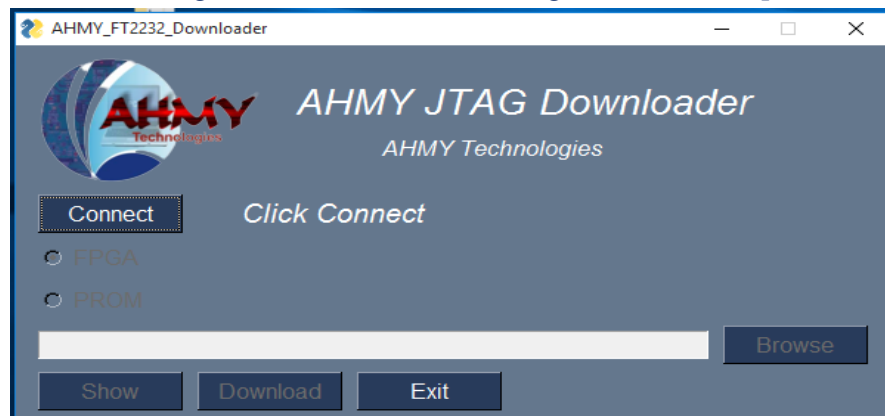 AHMY_FT2232_Downloader
AHMY
Technologies
AHMY JTAG Downloader
AHMY Technologies
Connect
Click Connect
FPGA
PROM
Browse
Show
Download
Exit